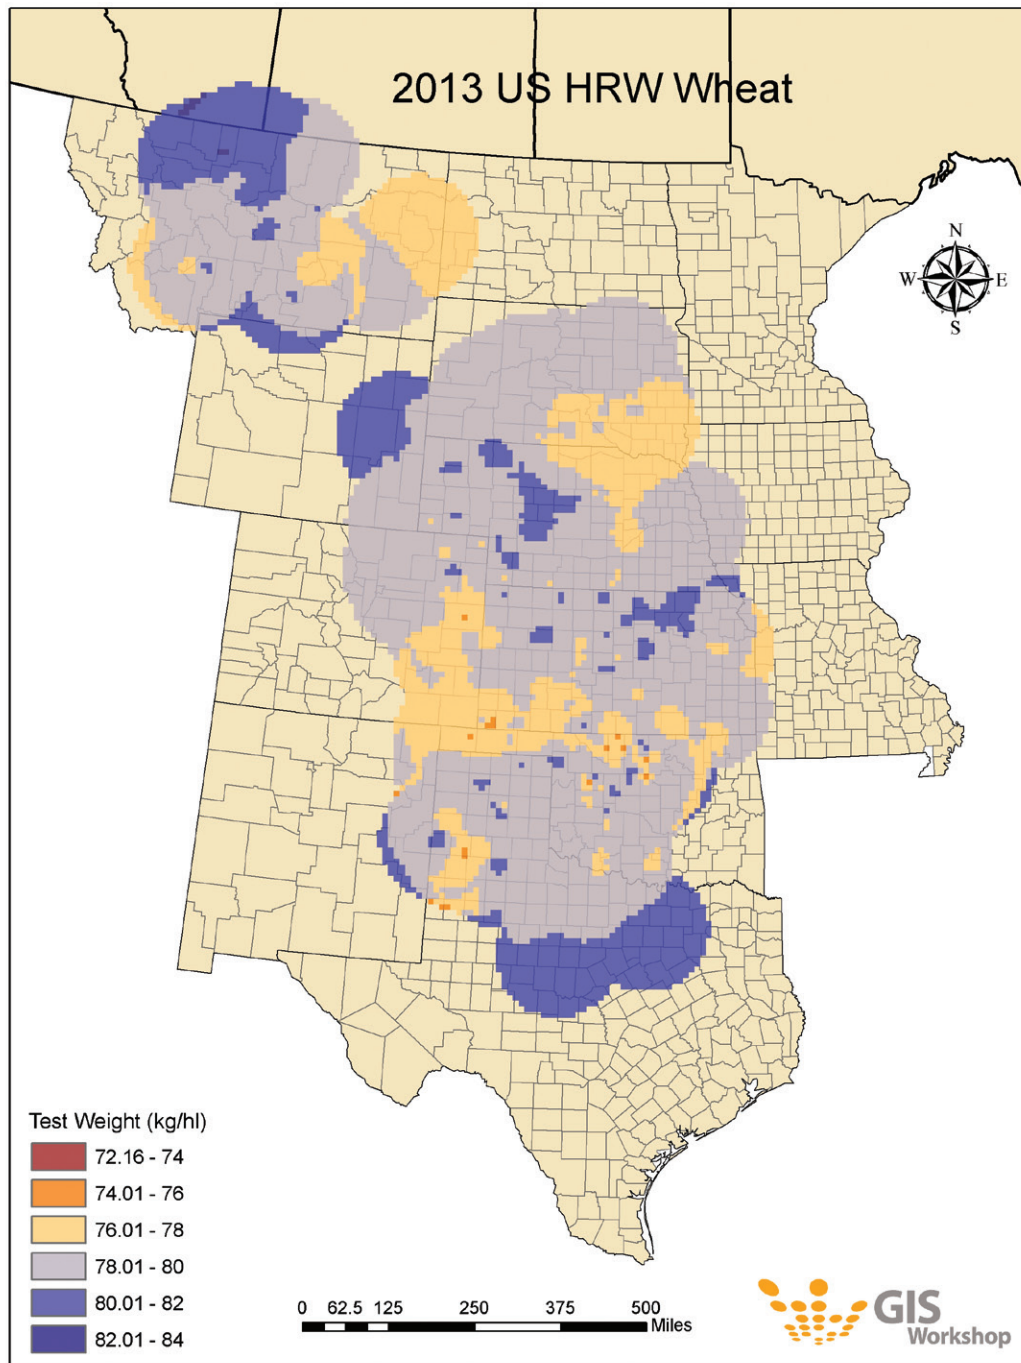 2013 US HRW Wheat
N
W E
S
Test Weight (kg/hl)
72.16 - 74
74.01 - 76
76.01 - 78
78.01 - 80
80.01 - 82
82.01 - 84
0 62.5 125 250 375 500
Miles
GIS
Workshop